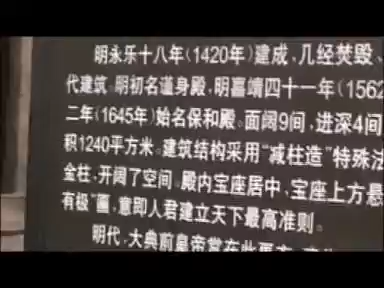 明永乐十八年(1420年)建成,几经焚毁、
代建筑。明初名谨身殿,明嘉靖四十一年(1562
二年(1645年)始名保和殿。面阔9间,进深4间
积1240平方米。建筑结构采用"减柱造"特殊法
金柱,开阔了空间。殿内宝座居中,宝座上方悬
有极"匾,意即人君建立天下最高准则。
明代,大典前皇帝常在此更衣